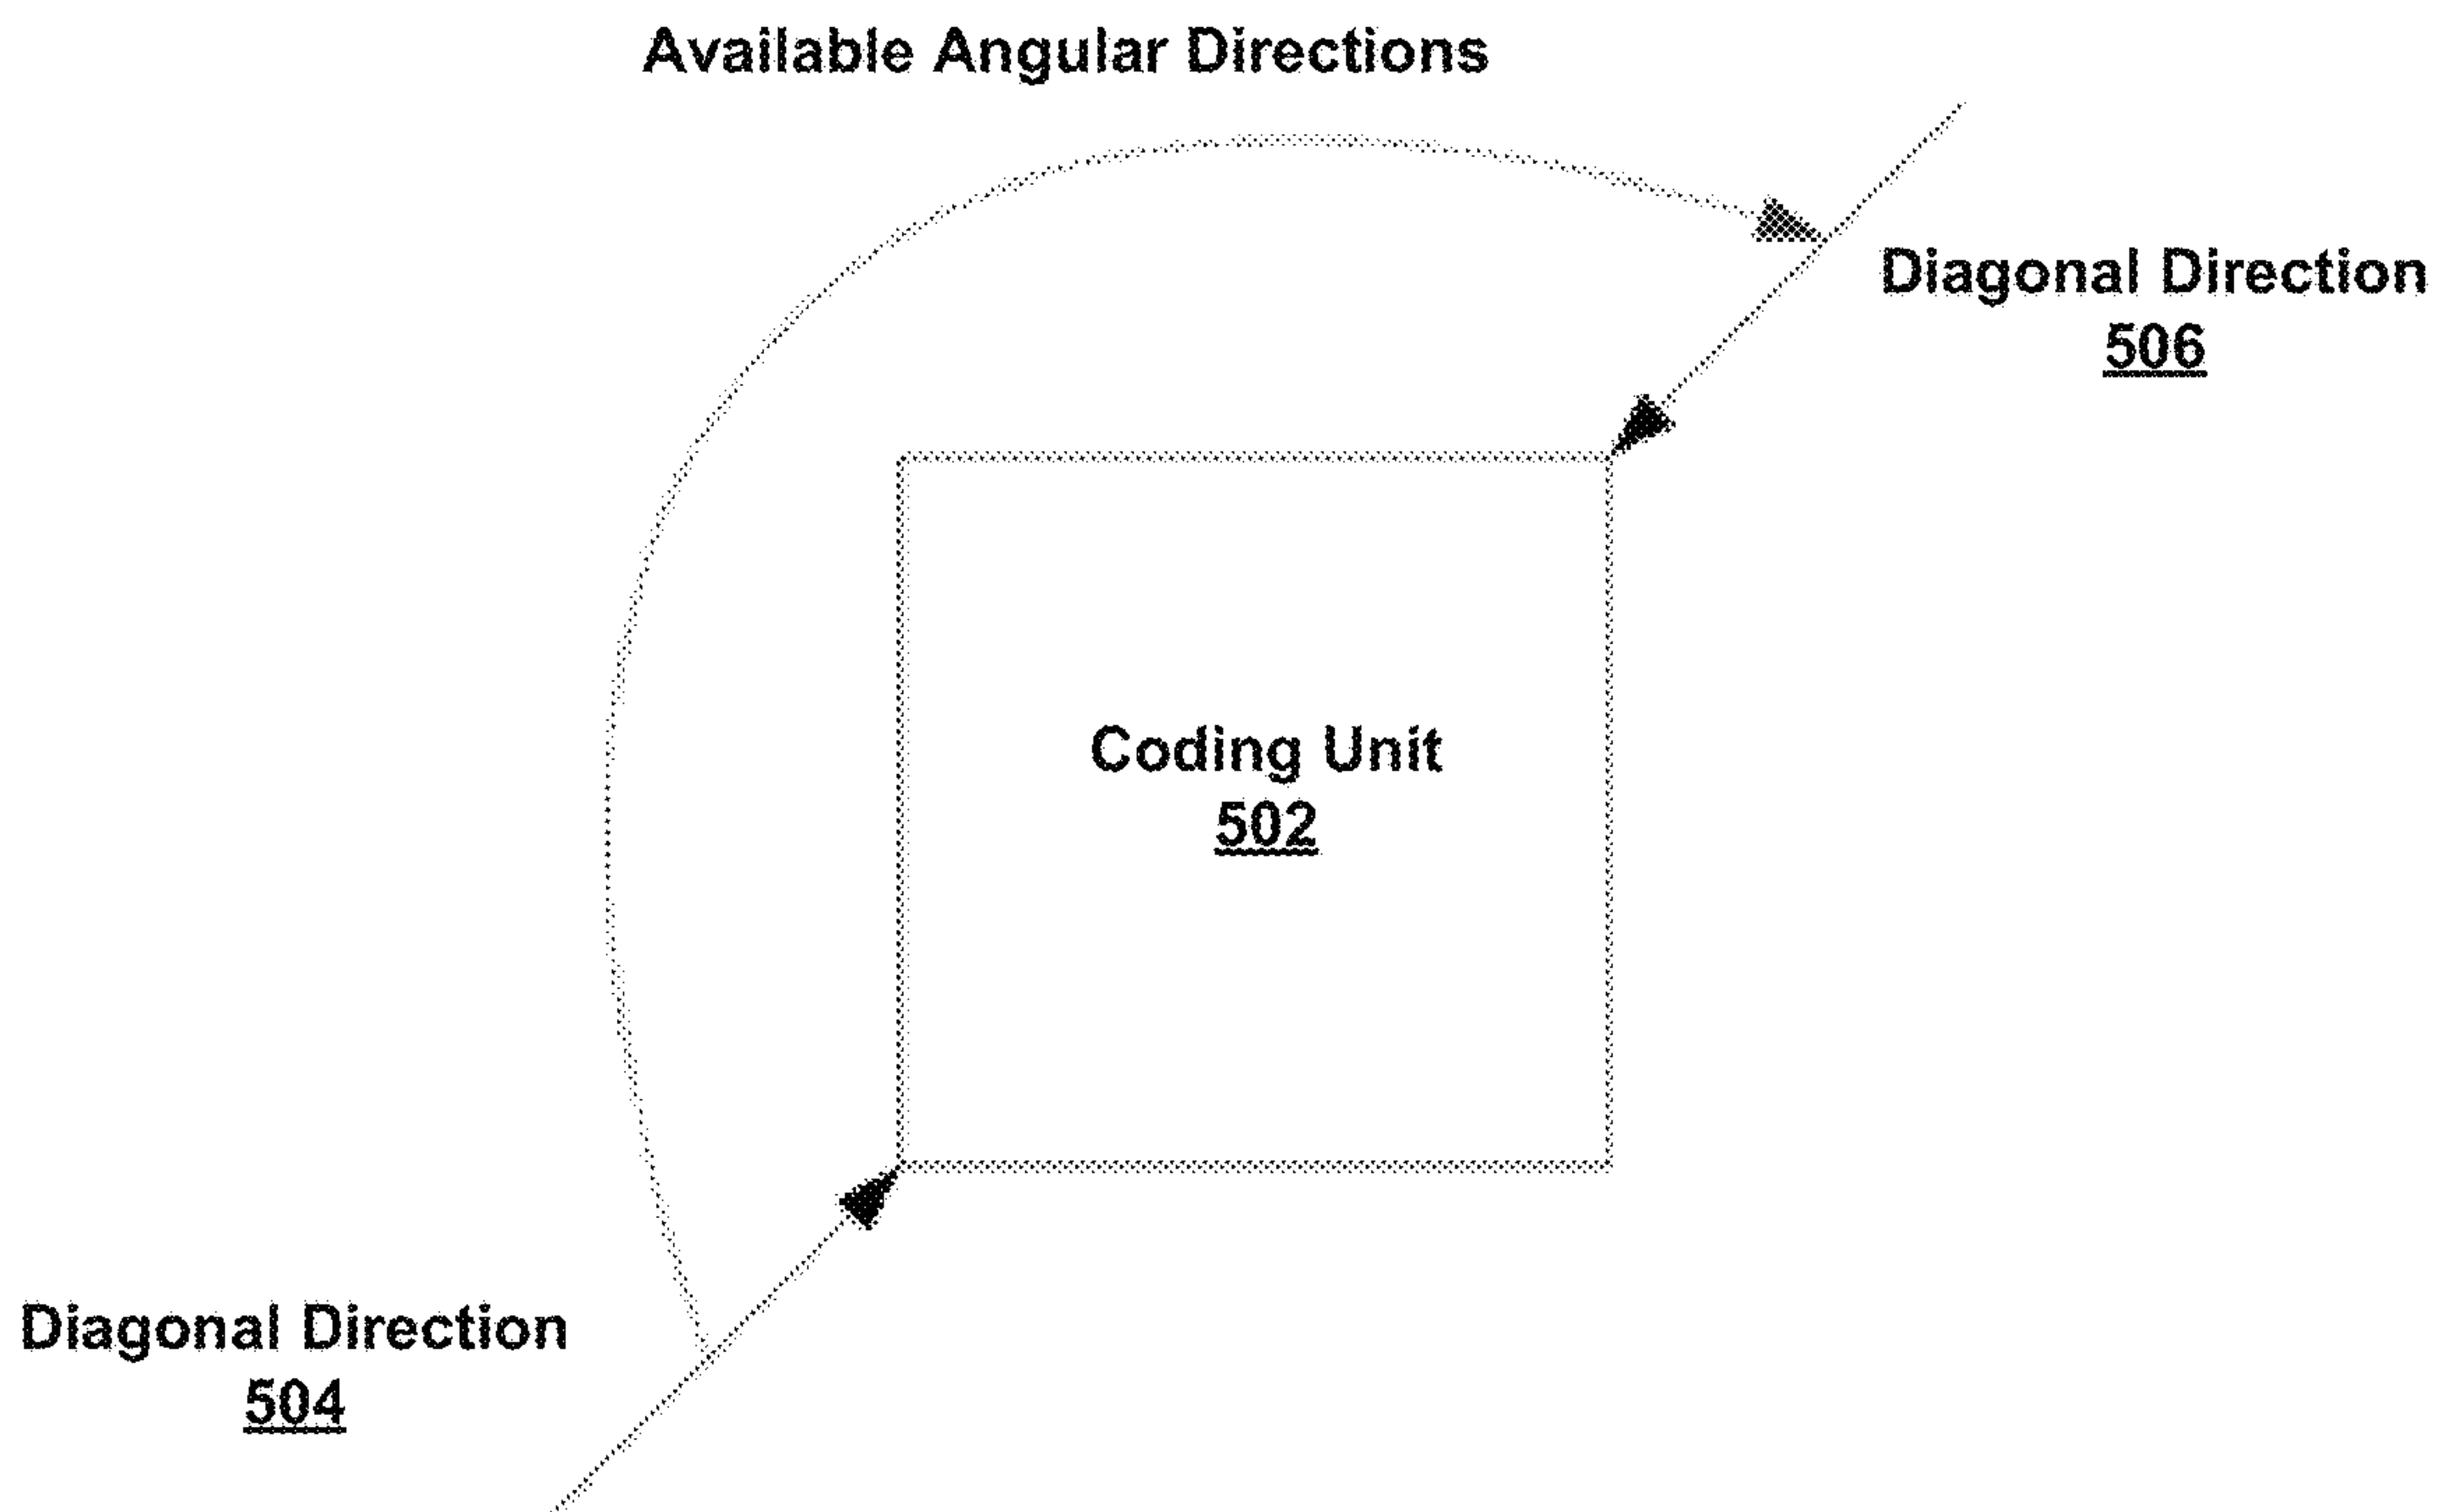 Available Angular Directions
Diagonal Direction
506
Coding Unit
502
Diagonal Direction
504